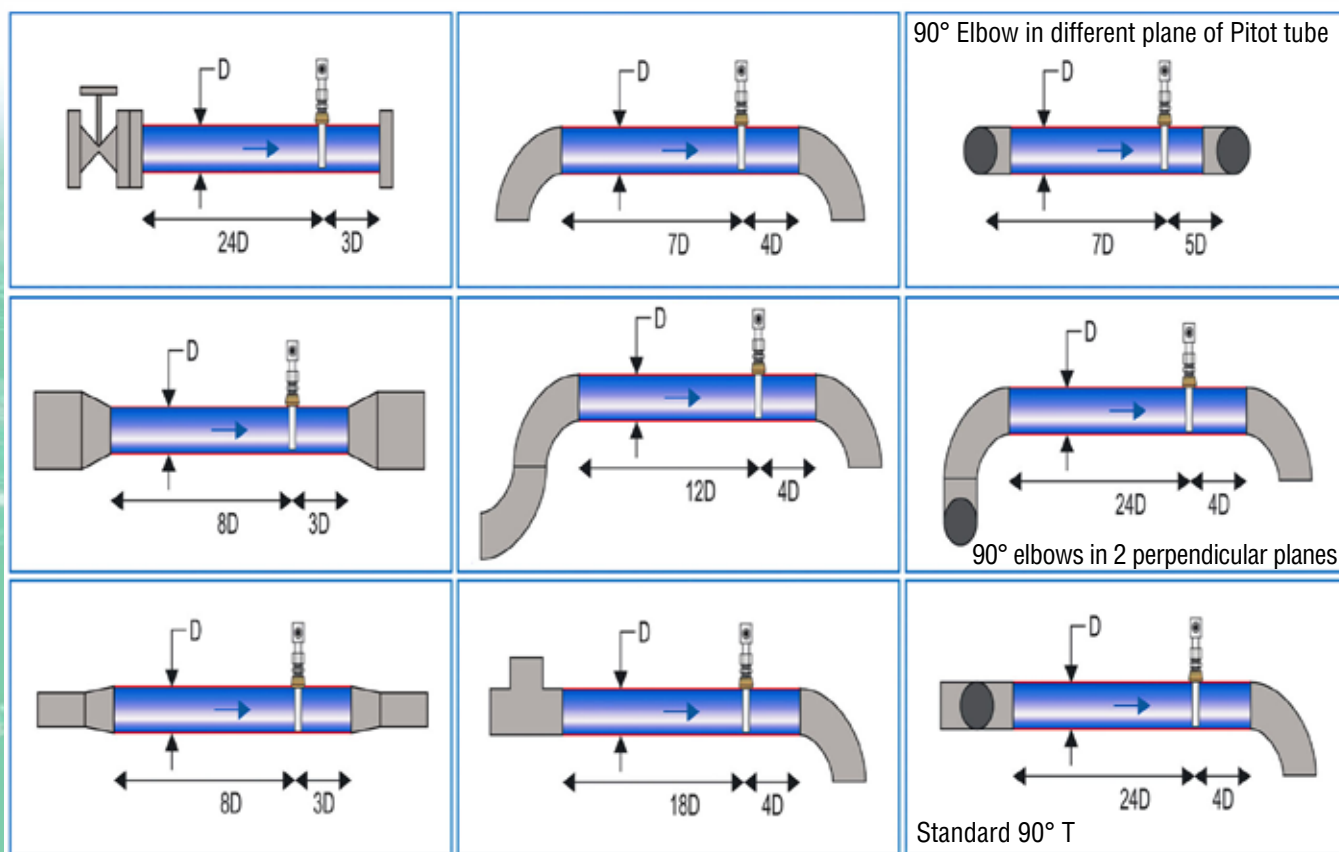 D
24D 3D
D
7D 4D
90° Elbow in different plane of Pitot tube
D
7D 5D
D
8D 3D
D
12D 4D
D
24D 4D
90° elbows in 2 perpendicular planes
D
8D 3D
D
18D 4D
D
24D 4D
Standard 90° T